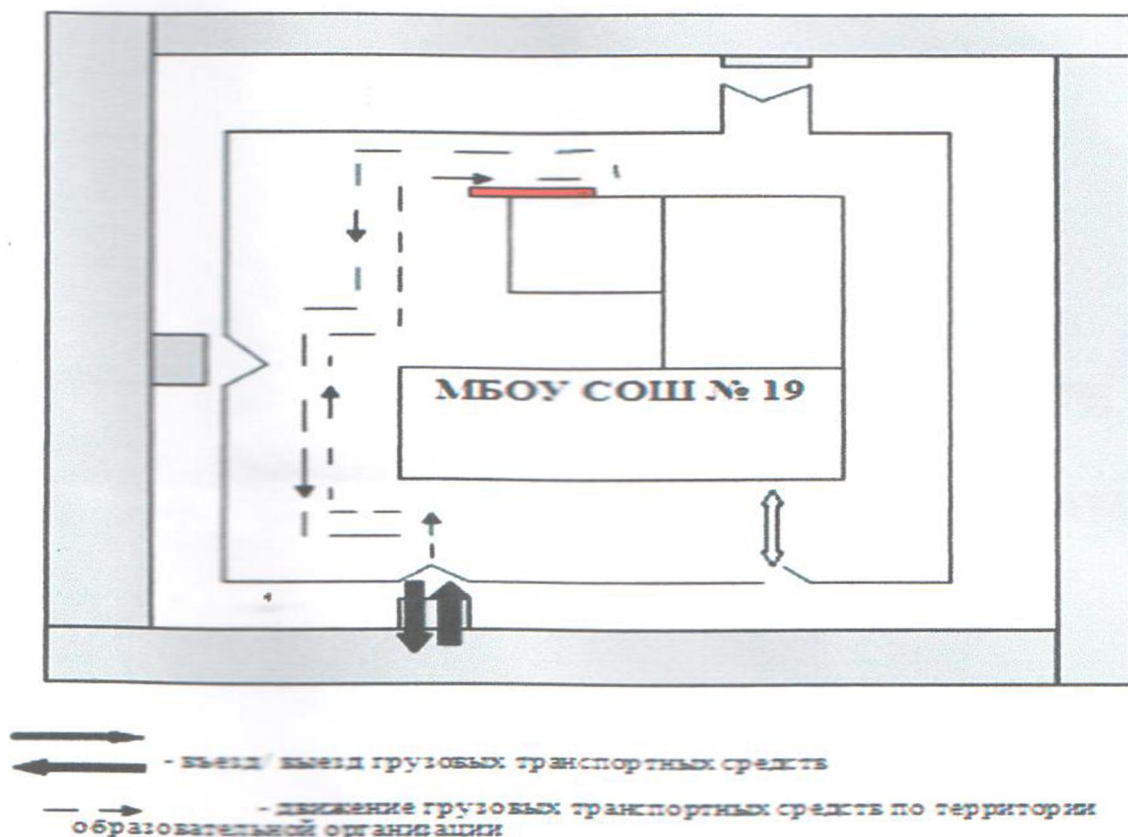 МБОУ СОШ № 19
- въезд/ выезд грузовых транспортных средств
- движение грузовых транспортных средств по территории
образовательной организации